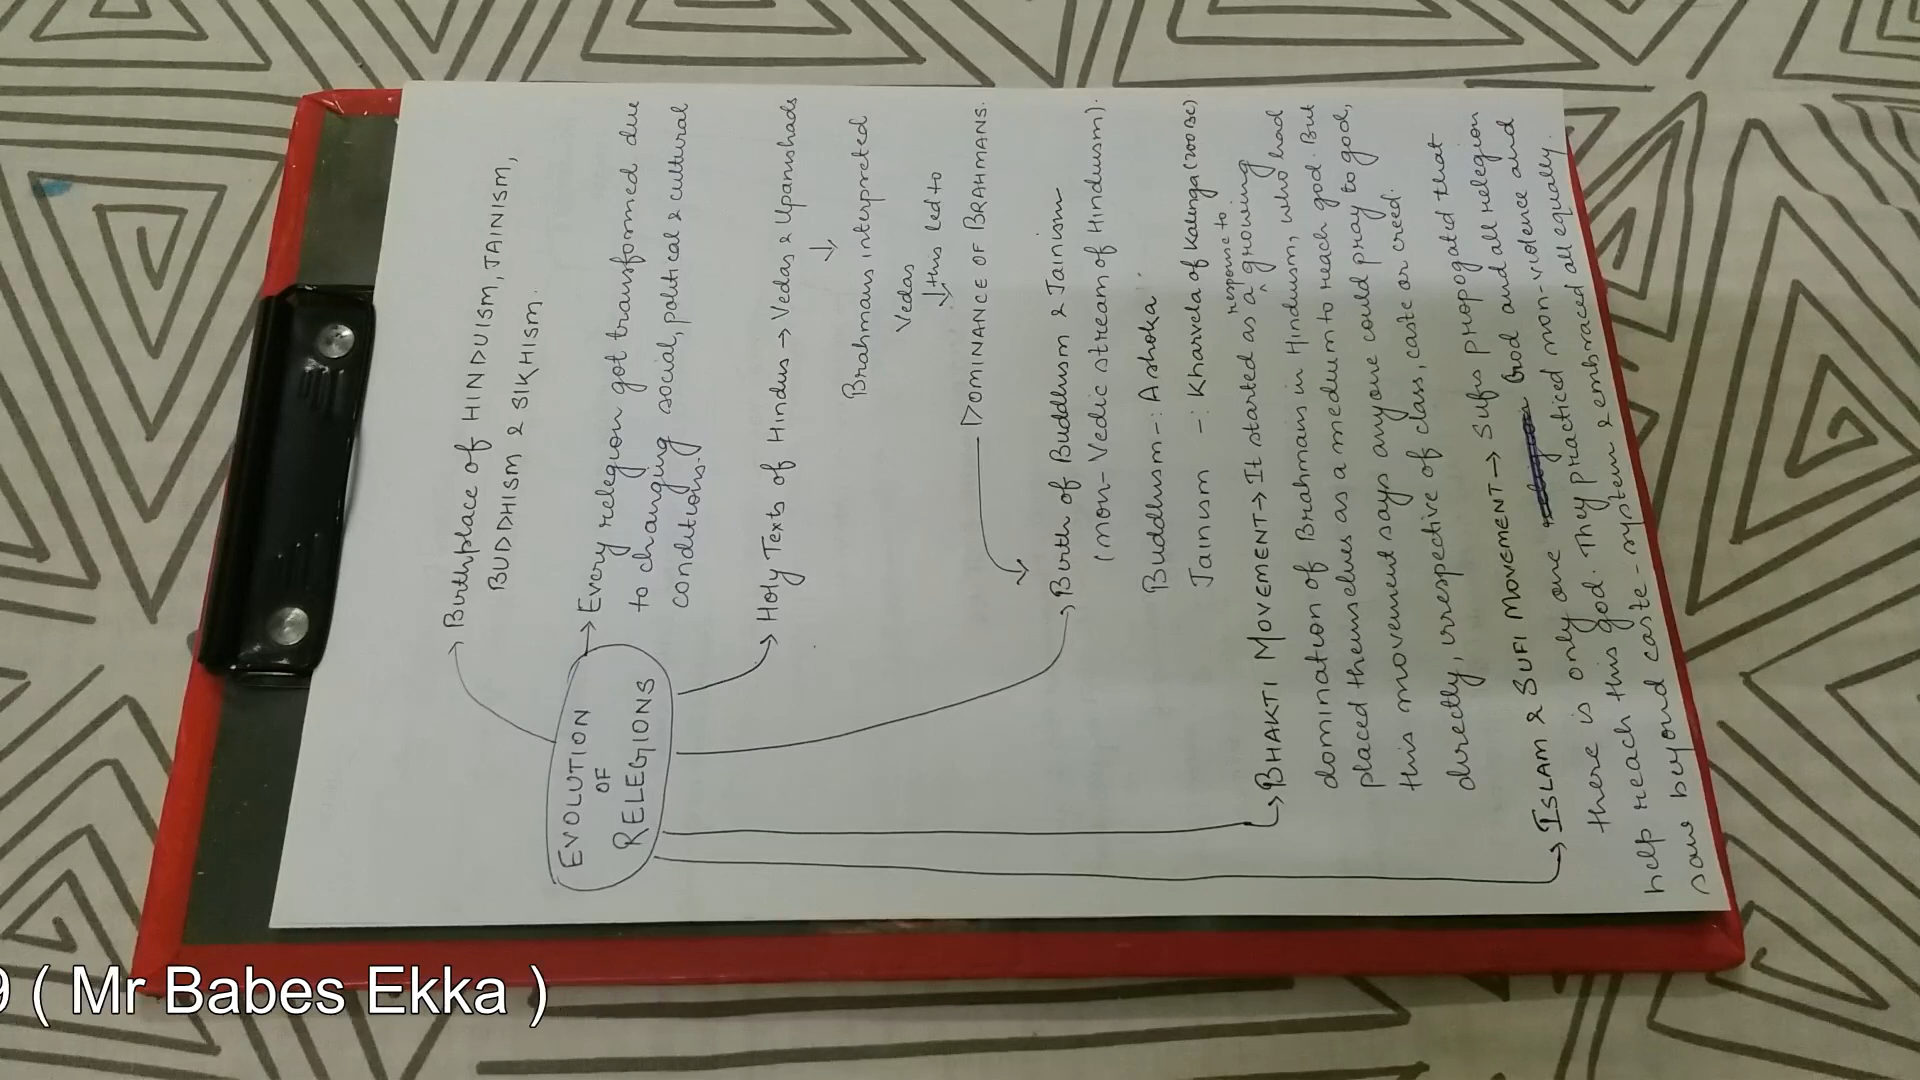 Birthplace of HINDUISM, JAINISM,
BUDDHISM & SIKHISM.
EVOLUTION
OF
RELEGIONS
Every relegion got transformed due
to changing social, political & cultural
conditions.
Holy Texts of Hindus → Vedas & Upanishads
↓
Brahmans interpreted
Vedas
↓ this led to
DOMINANCE OF BRAHMANS.
Birth of Buddhism & Jainism
(non-Vedic stream of Hinduism).
Buddhism -: Ashoka.
Jainism -: Kharvela of Kalinga (200BC).
response to
BHAKTI MOVEMENT → It started as a ^ growing
domination of Brahmans in Hinduism, who had
placed themselves as a medium to reach god. But
this movement says anyone could pray to god,
directly, irrespective of class, caste or creed.
ISLAM & SUFI MOVEMENT → Sufis propogated that
there is only one God and all relegion
help reach this god. They practiced non-violence and
saw beyond caste-system & embraced all equally.
9 ( Mr Babes Ekka )